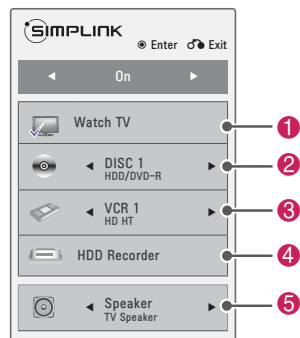 SIMPLINK
Enter Exit
On
Watch TV 1
DISC 1 2
HDD/DVD-R
VCR 1 3
HD HT
HDD Recorder 4
Speaker 5
TV Speaker